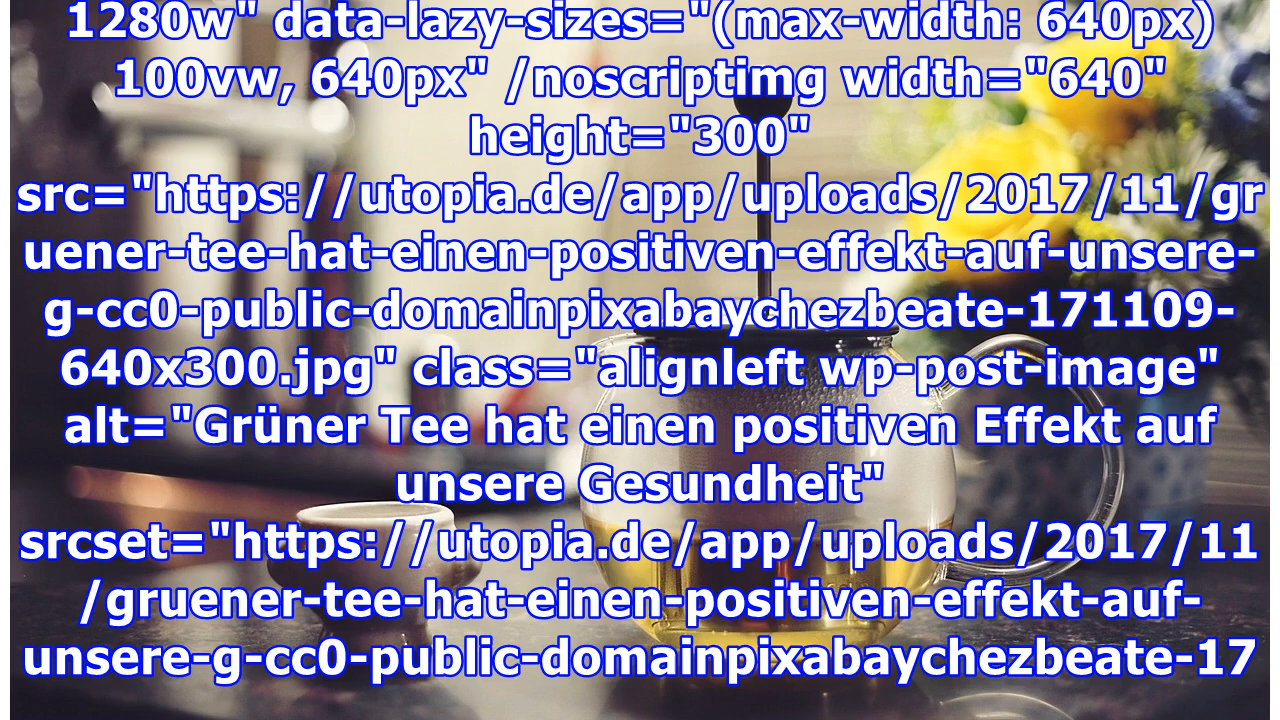 1280w" data-lazy-sizes="(max-width: 640px)
100vw, 640px" /noscriptimg width="640"
height="300"
src="https://utopia.de/app/uploads/2017/11/gr
uener-tee-hat-einen-positiven-effekt-auf-unsere-
g-cc0-public-domainpixabaychezbeate-171109-
640x300.jpg" class="alignleft wp-post-image"
alt="Grüner Tee hat einen positiven Effekt auf
unsere Gesundheit"
srcset="https://utopia.de/app/uploads/2017/11
/gruener-tee-hat-einen-positiven-effekt-auf-
unsere-g-cc0-public-domainpixabaychezbeate-17